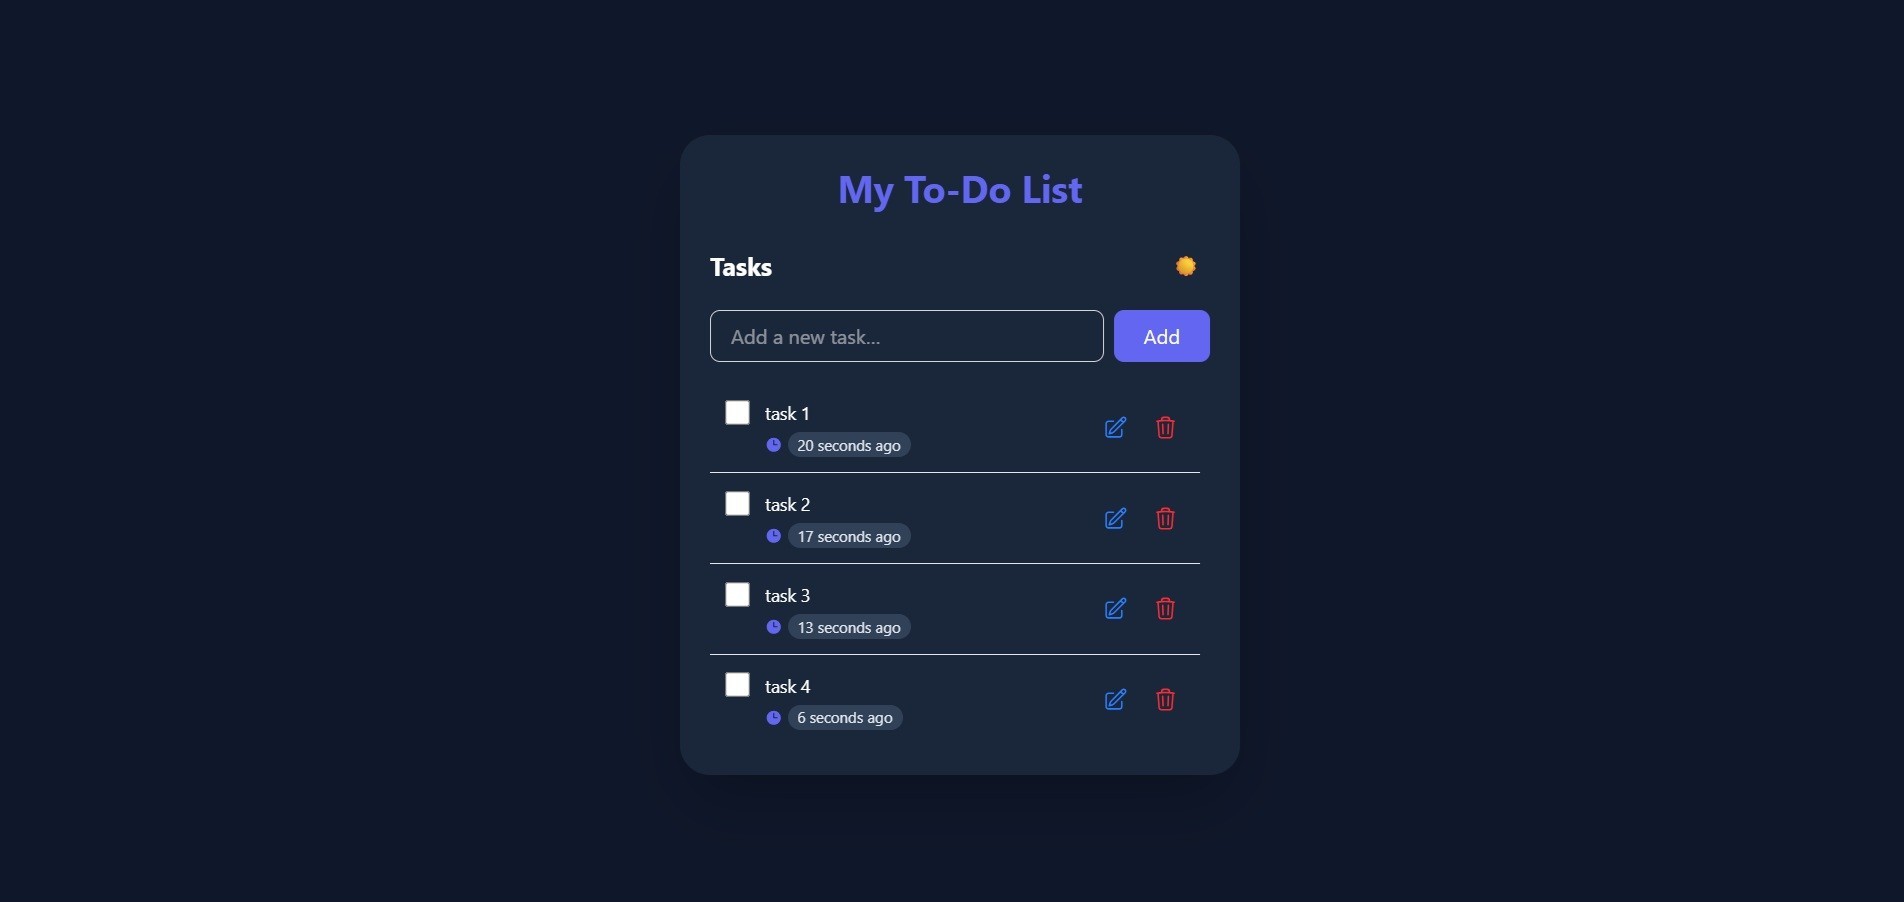 My To-Do List
Tasks
Add a new task...
Add
task 1
20 seconds ago
task 2
17 seconds ago
task 3
13 seconds ago
task 4
6 seconds ago